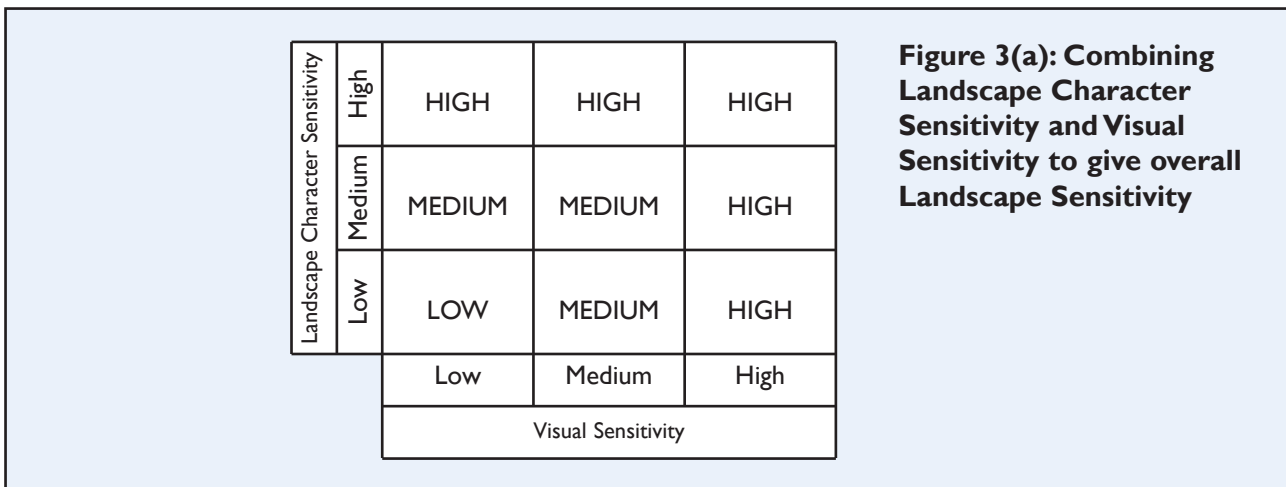 Landscape Character Sensitivity
High
HIGH HIGH HIGH
Medium
MEDIUM MEDIUM HIGH
Low
LOW MEDIUM HIGH
Low Medium High
Visual Sensitivity
Figure 3(a): Combining
Landscape Character
Sensitivity and Visual
Sensitivity to give overall
Landscape Sensitivity